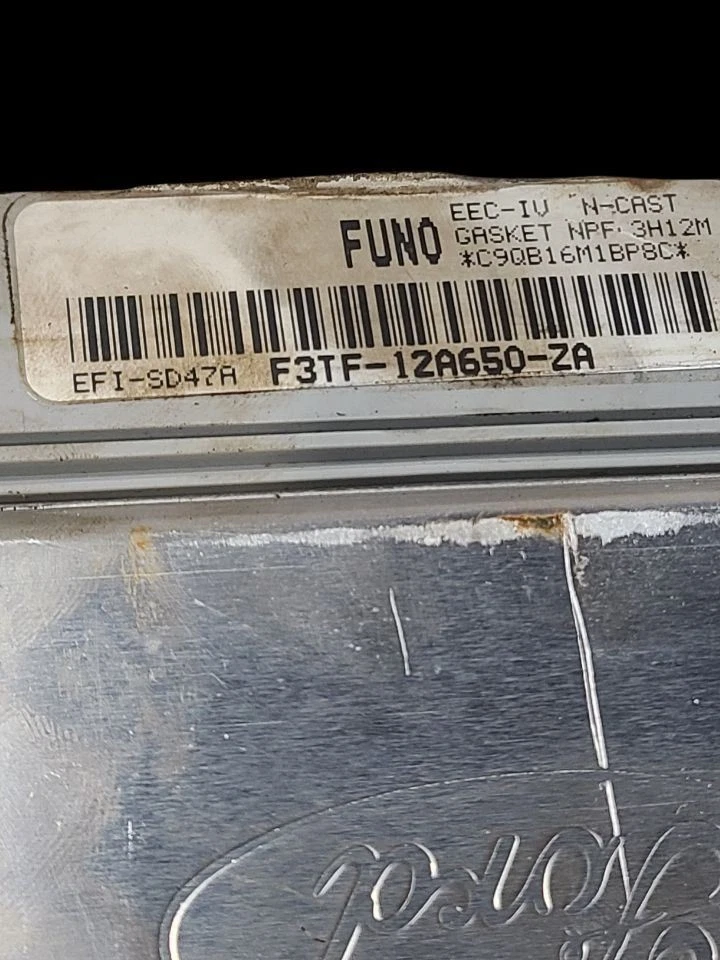 EEC-IV N-CAST
FUNO GASKET NPF 3H12M
*C9QB16M1BP8C*
EFI-SD47A F3TF-12A650-ZA